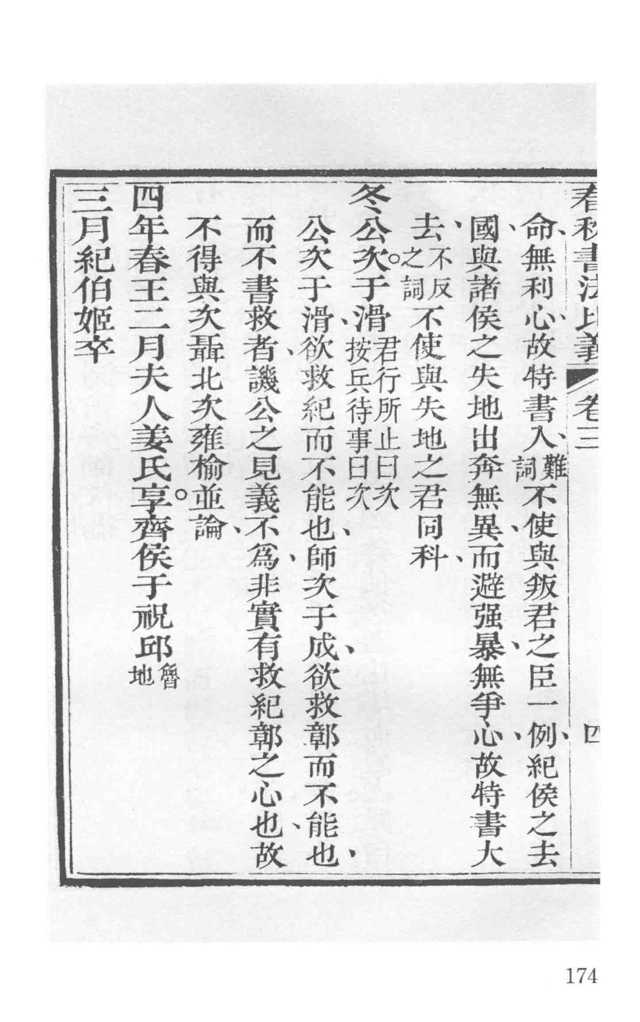 春秋書法比義 卷三 四
命無利心故特書入難詞不使與叛君之臣一例紀侯之去
國與諸侯之失地出奔無異而避强暴無爭心故特書大
去不反之詞不使與失地之君同科
冬公次于滑君行所止曰次按兵待事曰次
公次于滑欲救紀而不能也師次于成欲救鄣而不能也
而不書救者譏公之見義不爲非實有救紀鄣之心也故
不得與次聶北次雍榆並論
四年春王二月夫人姜氏享齊侯于祝邱魯地
三月紀伯姬卒
174